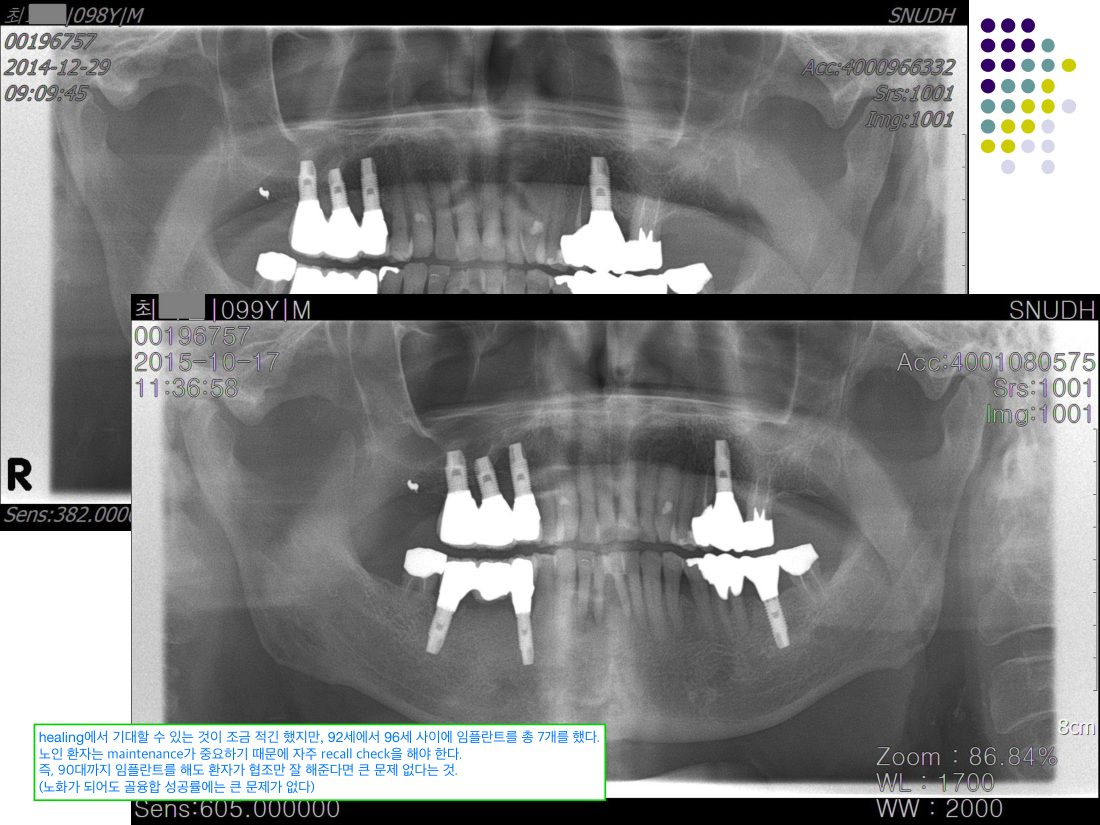 최 |098Y|M
SNUDH
00196757
2014-12-29
09:09:45
Acc:4000966332
Srs:1001
Img:1001
R
Sens:382.0000
최 |099Y|M
SNUDH
00196757
2015-10-17
11:36:58
Acc:4001080575
Srs:1001
Img:1001
8cm
healing에서 기대할 수 있는 것이 조금 적긴 했지만, 92세에서 96세 사이에 임플란트를 총 7개를 했다.
노인 환자는 maintenance가 중요하기 때문에 자주 recall check을 해야 한다.
즉, 90대까지 임플란트를 해도 환자가 협조만 잘 해준다면 큰 문제 없다는 것.
(노화가 되어도 골융합 성공률에는 큰 문제가 없다)
Zoom : 86.84%
WL : 1700
WW : 2000
Sens:605.000000